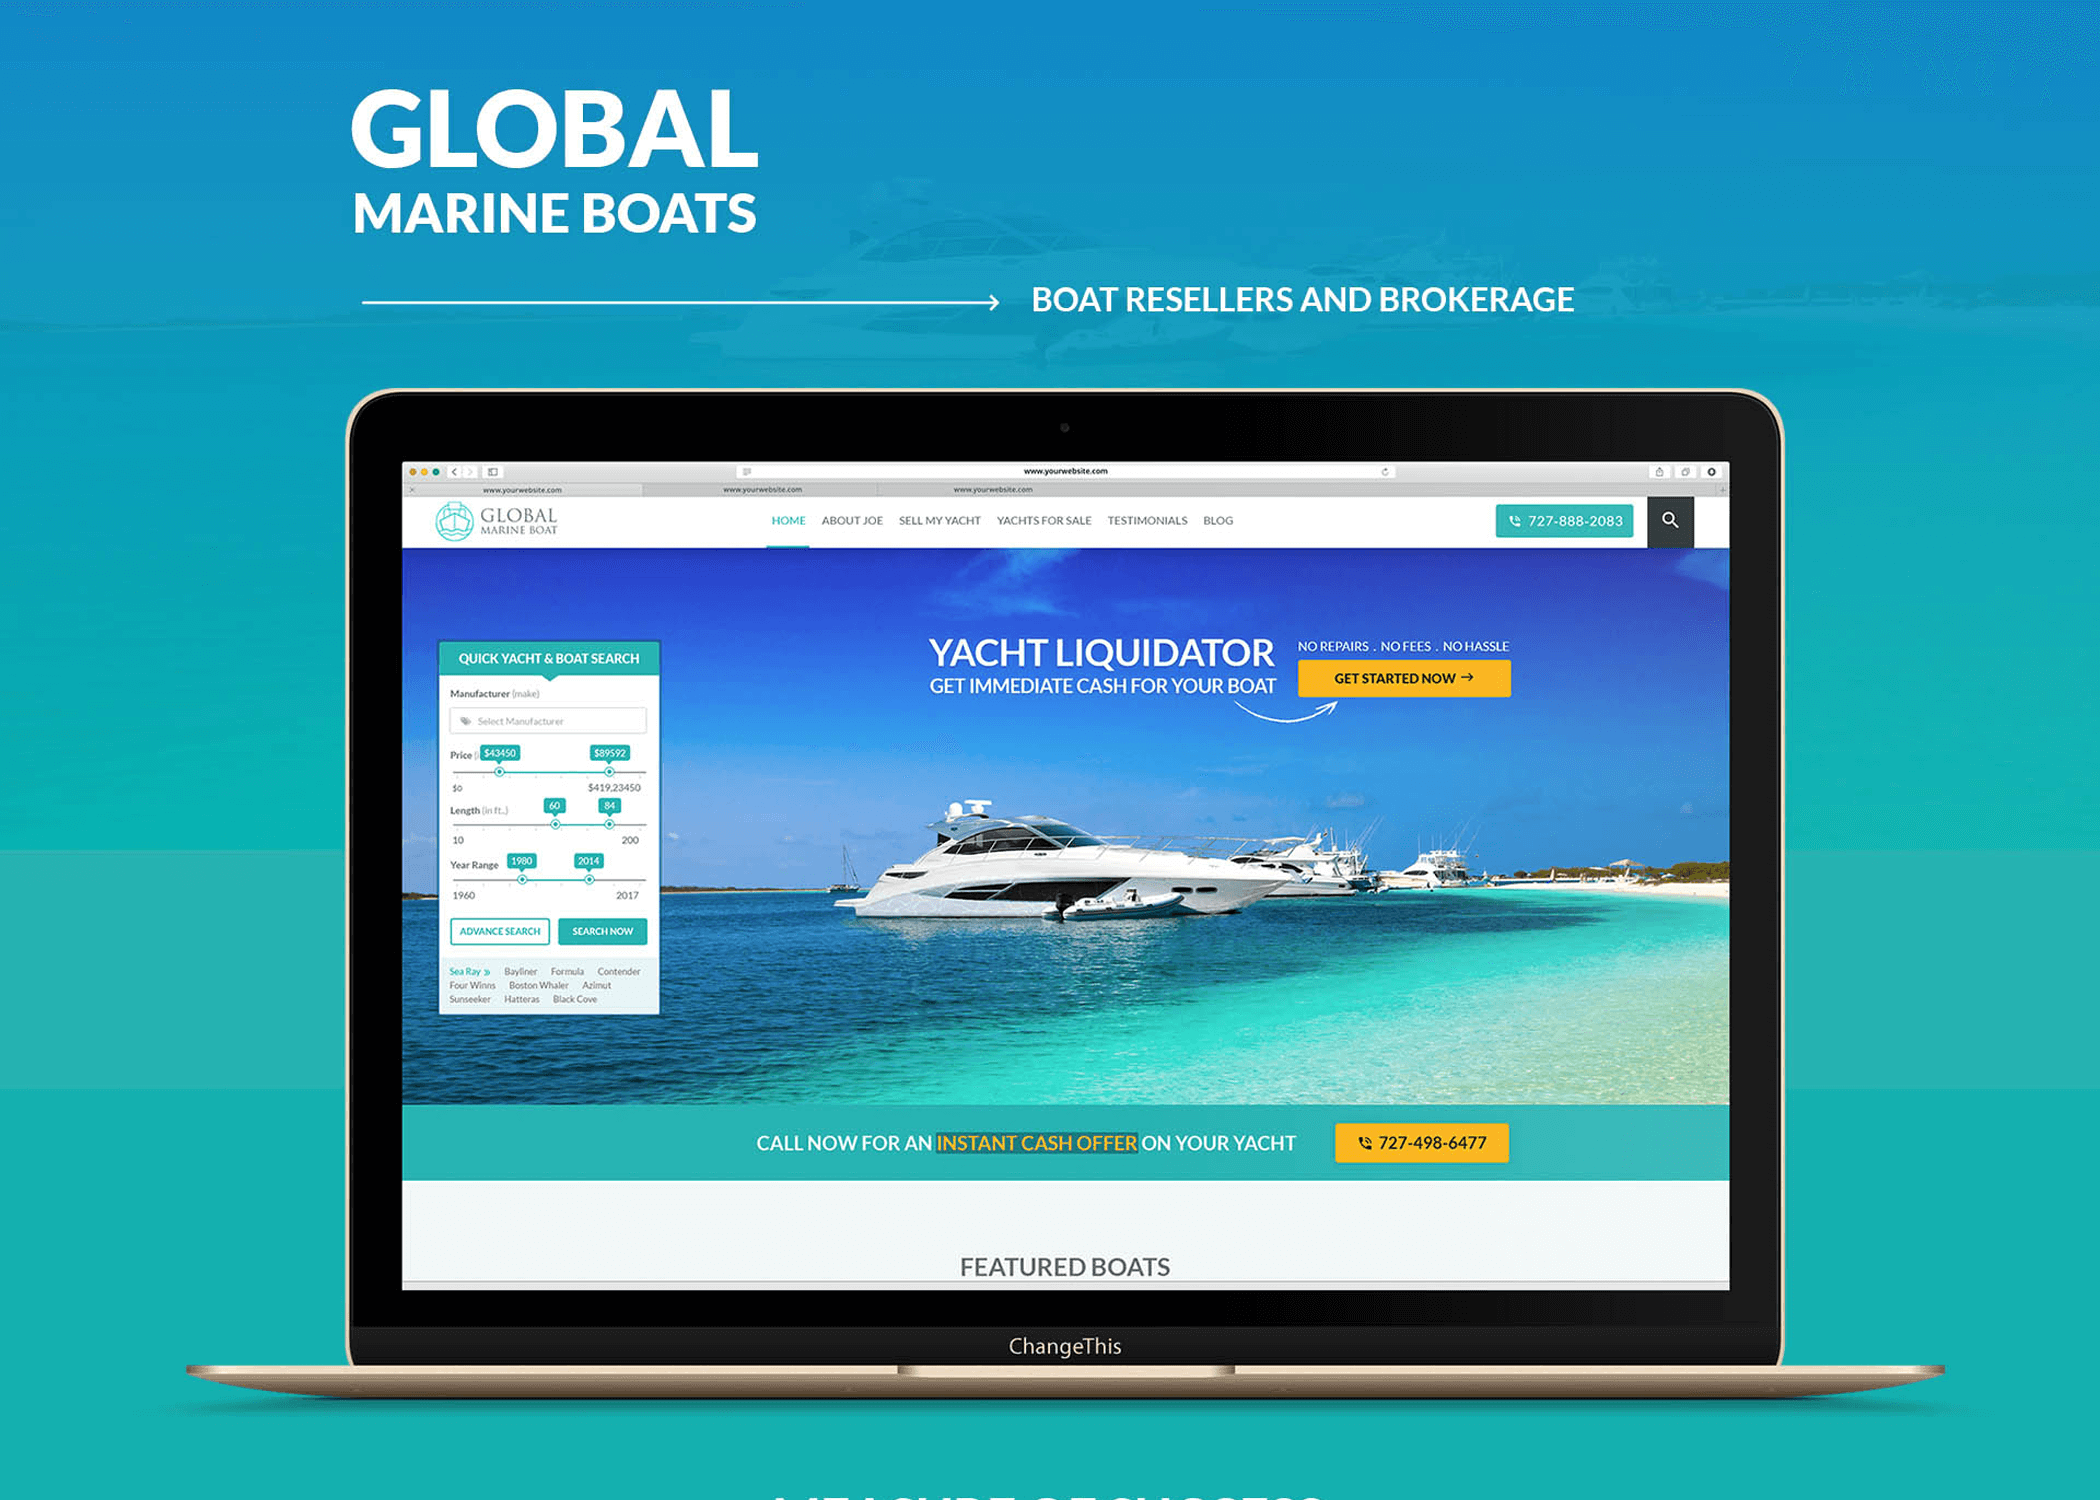 GLOBAL
MARINE BOATS
BOAT RESELLERS AND BROKERAGE
www.yourwebsite.com
www.yourwebsite.com www.yourwebsite.com www.yourwebsite.com
GLOBAL
MARINE BOAT
HOME ABOUT JOE SELL MY YACHT YACHTS FOR SALE TESTIMONIALS BLOG
727-888-2083
YACHT LIQUIDATOR
GET IMMEDIATE CASH FOR YOUR BOAT
NO REPAIRS . NO FEES . NO HASSLE
GET STARTED NOW →
QUICK YACHT & BOAT SEARCH
Manufacturer (make)
Select Manufacturer
Price $43450 $89592
$0 $419,23450
Length (in ft..) 60 84
10 200
Year Range 1980 2014
1960 2017
ADVANCE SEARCH SEARCH NOW
Sea Ray » Bayliner Formula Contender
Four Winns Boston Whaler Azimut
Sunseeker Hatteras Black Cove
CALL NOW FOR AN INSTANT CASH OFFER ON YOUR YACHT
727-498-6477
FEATURED BOATS
ChangeThis